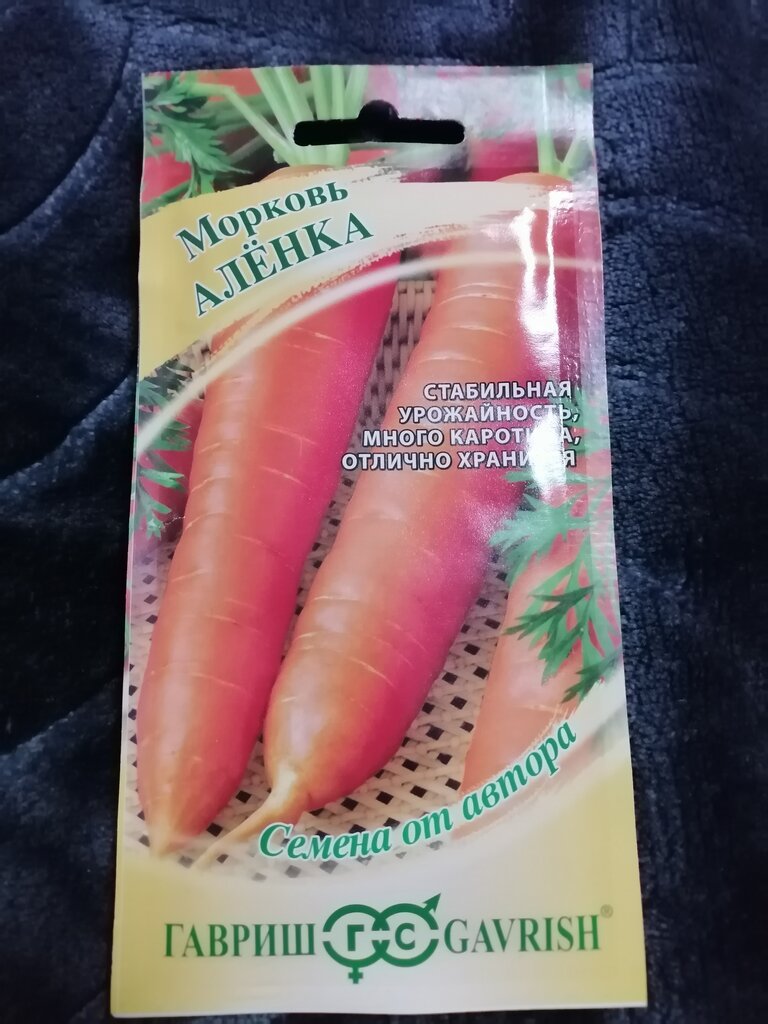 Морковь
АЛЁНКА
СТАБИЛЬНАЯ
УРОЖАЙНОСТЬ,
МНОГО КАРОТИНА,
ОТЛИЧНО ХРАНИТСЯ
Семена от автора
ГАВРИШ ГС GAVRISH®